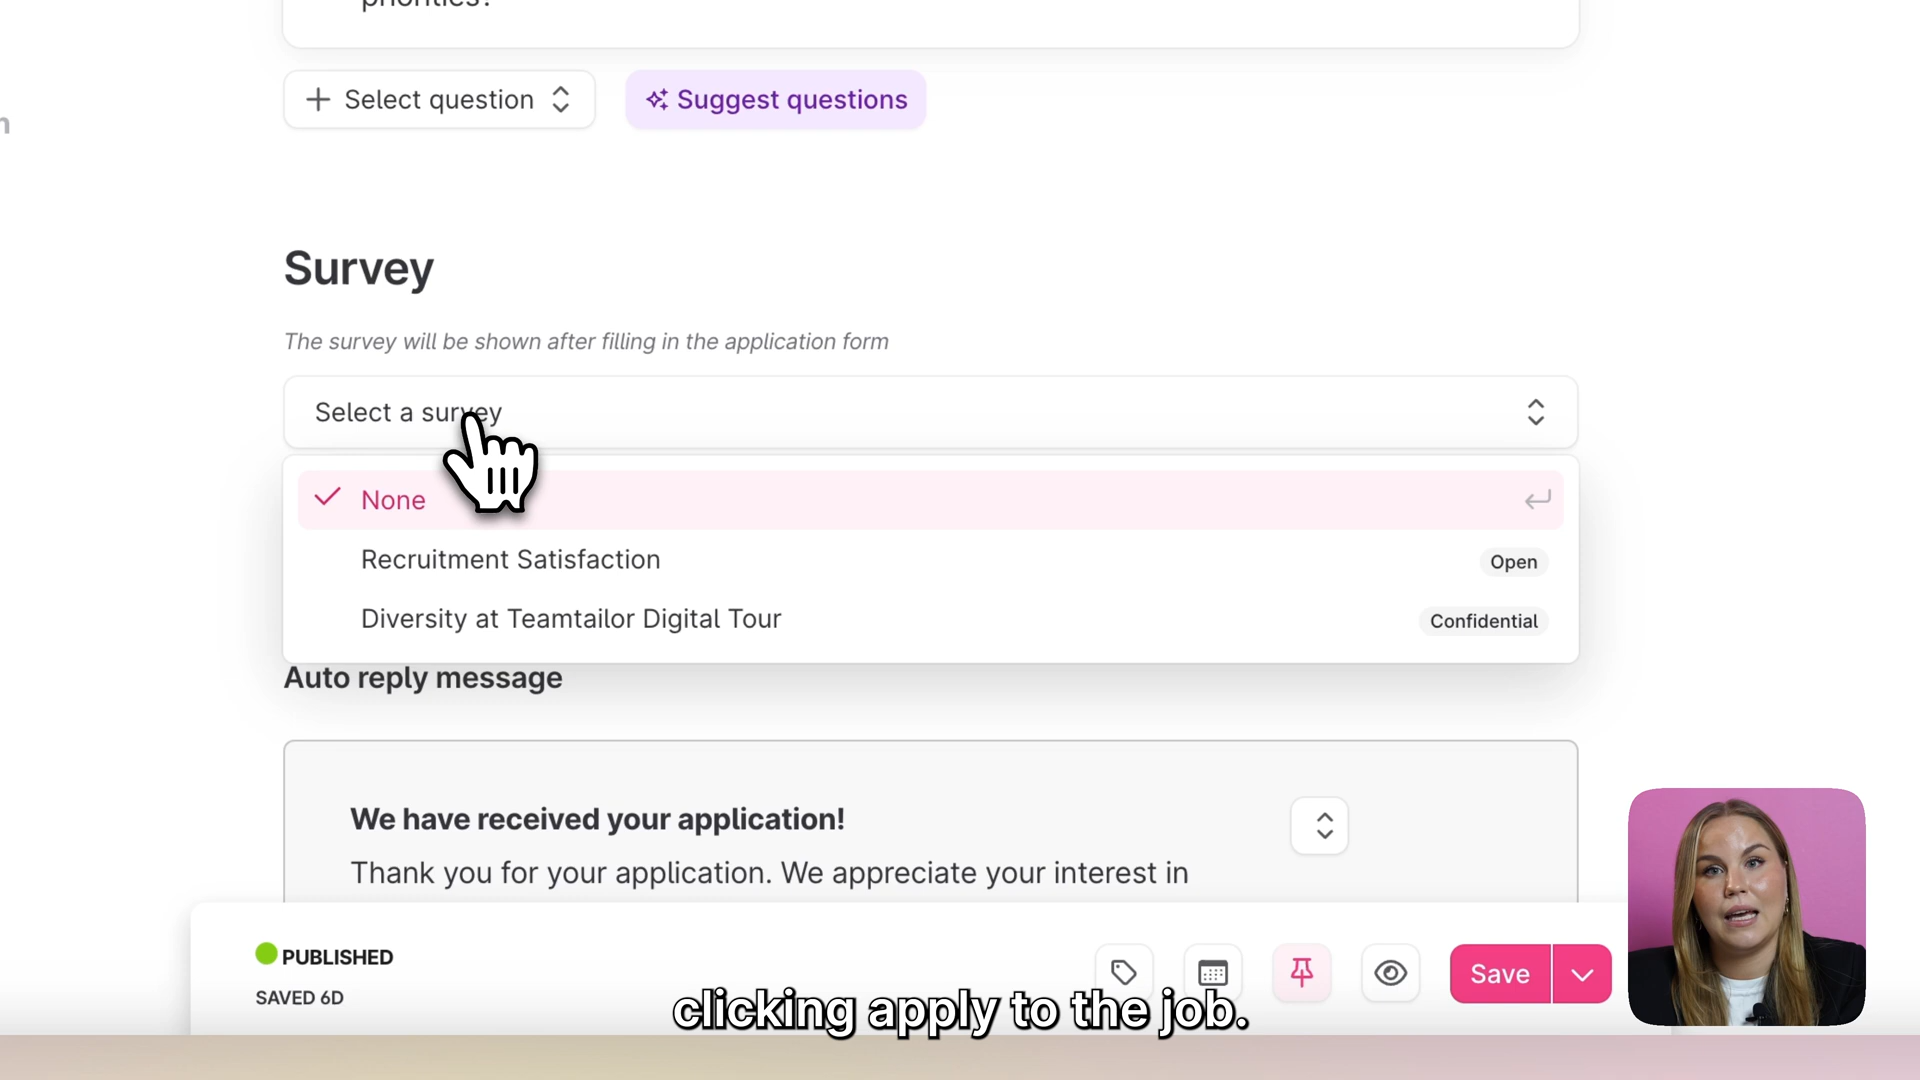 Select question
Suggest questions
Survey
The survey will be shown after filling in the application form
Select a survey
None
Recruitment Satisfaction
Open
Diversity at Teamtailor Digital Tour
Confidential
Auto reply message
We have received your application!
Thank you for your application. We appreciate your interest in
PUBLISHED
SAVED 6D
Save
clicking apply to the job.